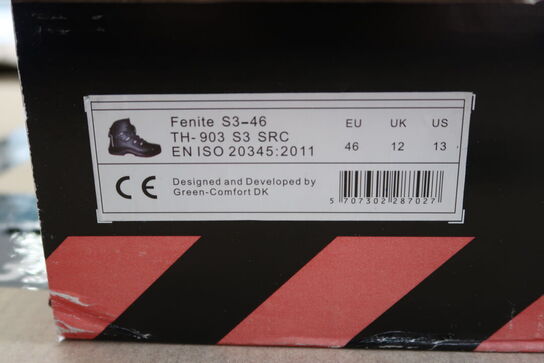 Fenite S3-46 EU UK US
TH-903 S3 SRC
EN ISO 20345:2011 46 12 13
CE Designed and Developed by
Green-Comfort DK
5 707302 287027